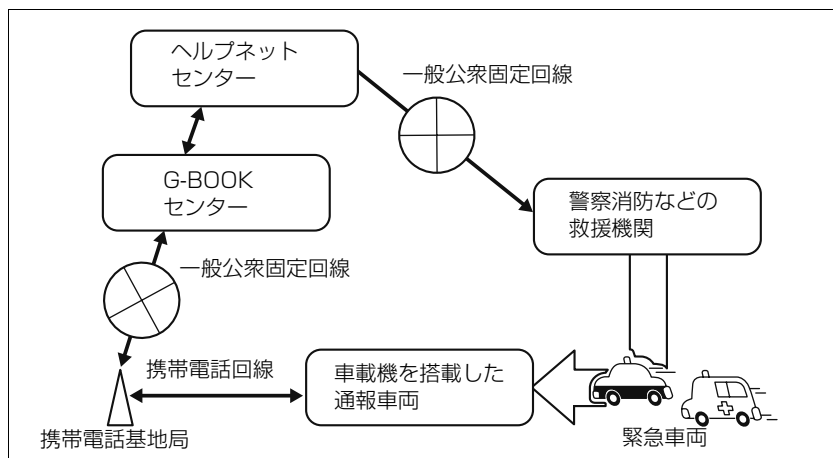 ヘルプネット
センター
一般公衆固定回線
G-BOOK
センター
警察消防などの
救援機関
一般公衆固定回線
携帯電話回線
車載機を搭載した
通報車両
携帯電話基地局
緊急車両